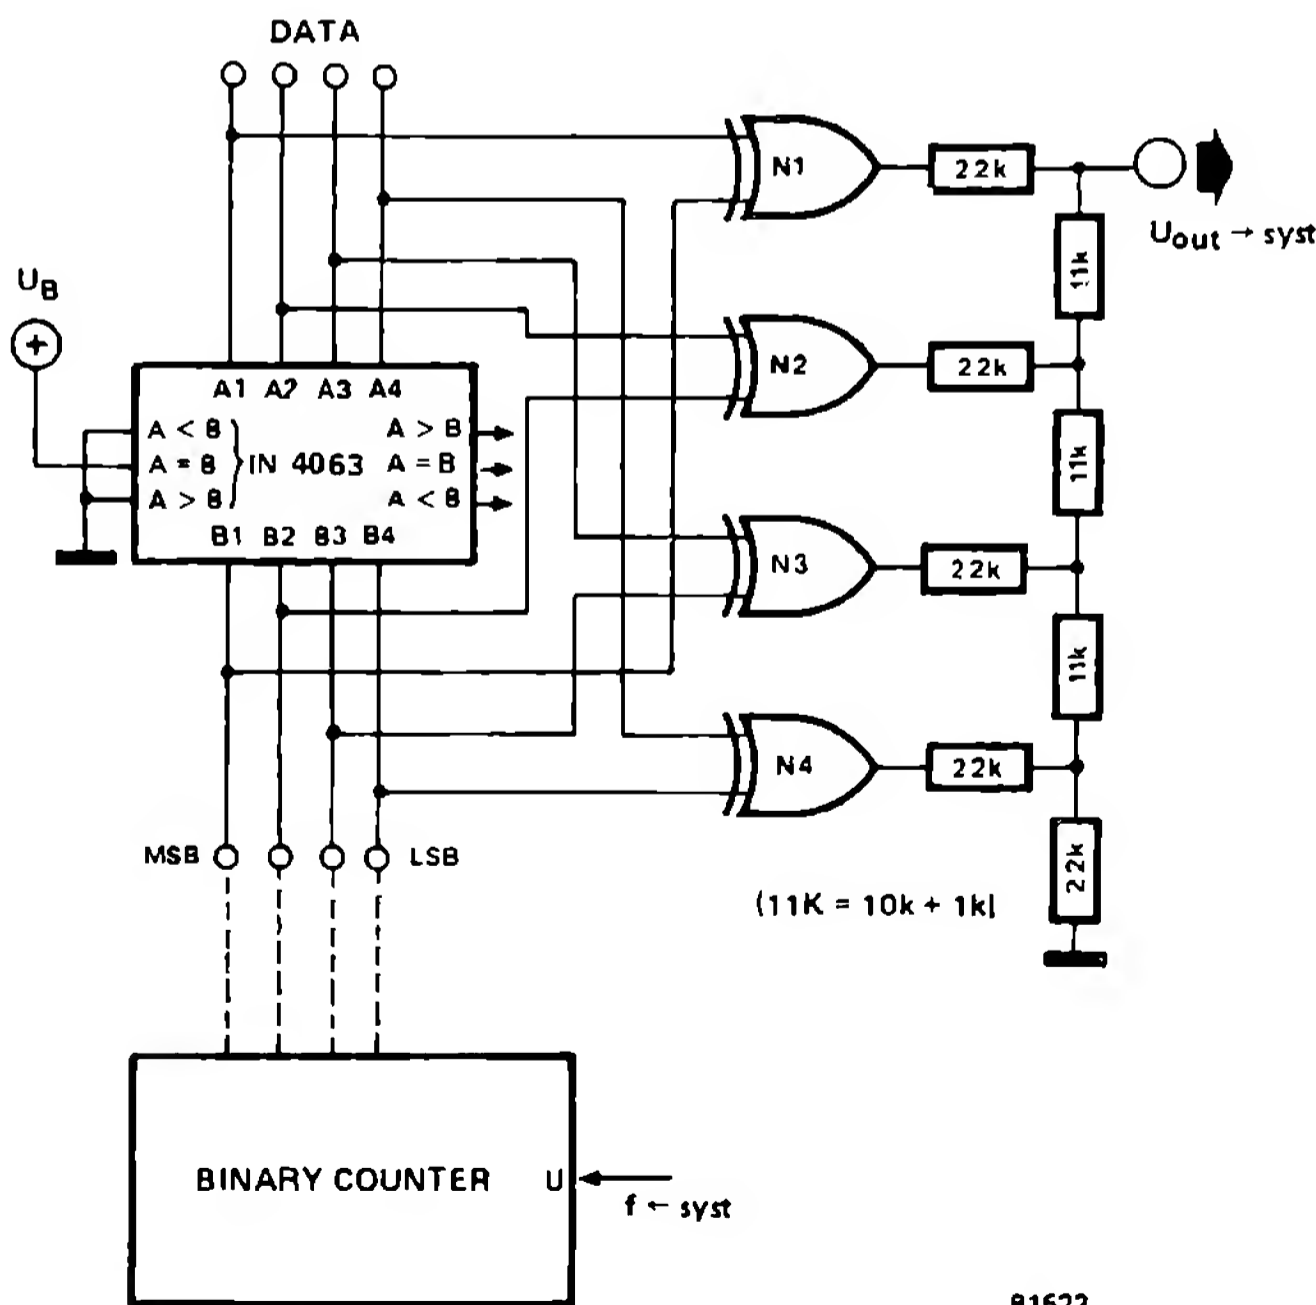 DATA
N1
22k
U_out → syst
11k
U_B
+
N2
22k
A1 A2 A3 A4
A < B
A = B
A > B
IN 4063
A > B
A = B
A < B
B1 B2 B3 B4
11k
N3
22k
11k
N4
22k
MSB
LSB
22k
(11K = 10k + 1k)
BINARY COUNTER
U
f ← syst
81622